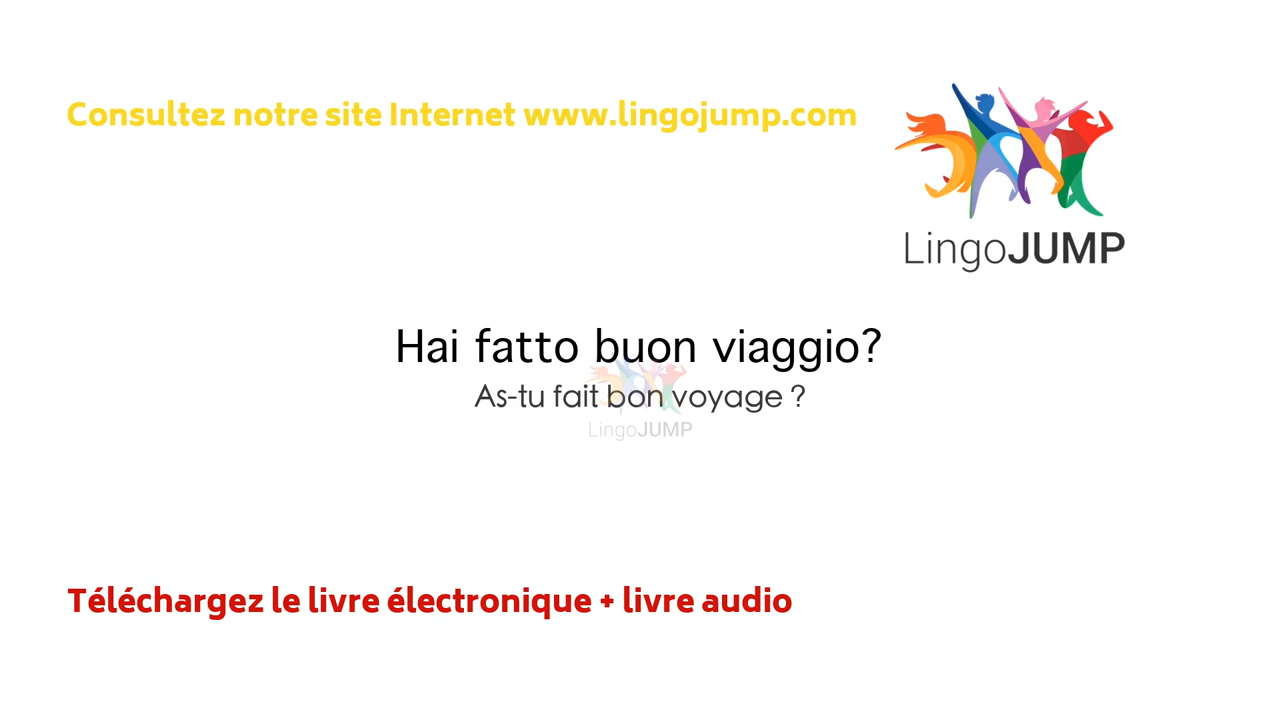 Consultez notre site Internet www.lingojump.com
LingoJUMP
Hai fatto buon viaggio?
As-tu fait bon voyage ?
LingoJUMP
Téléchargez le livre électronique + livre audio